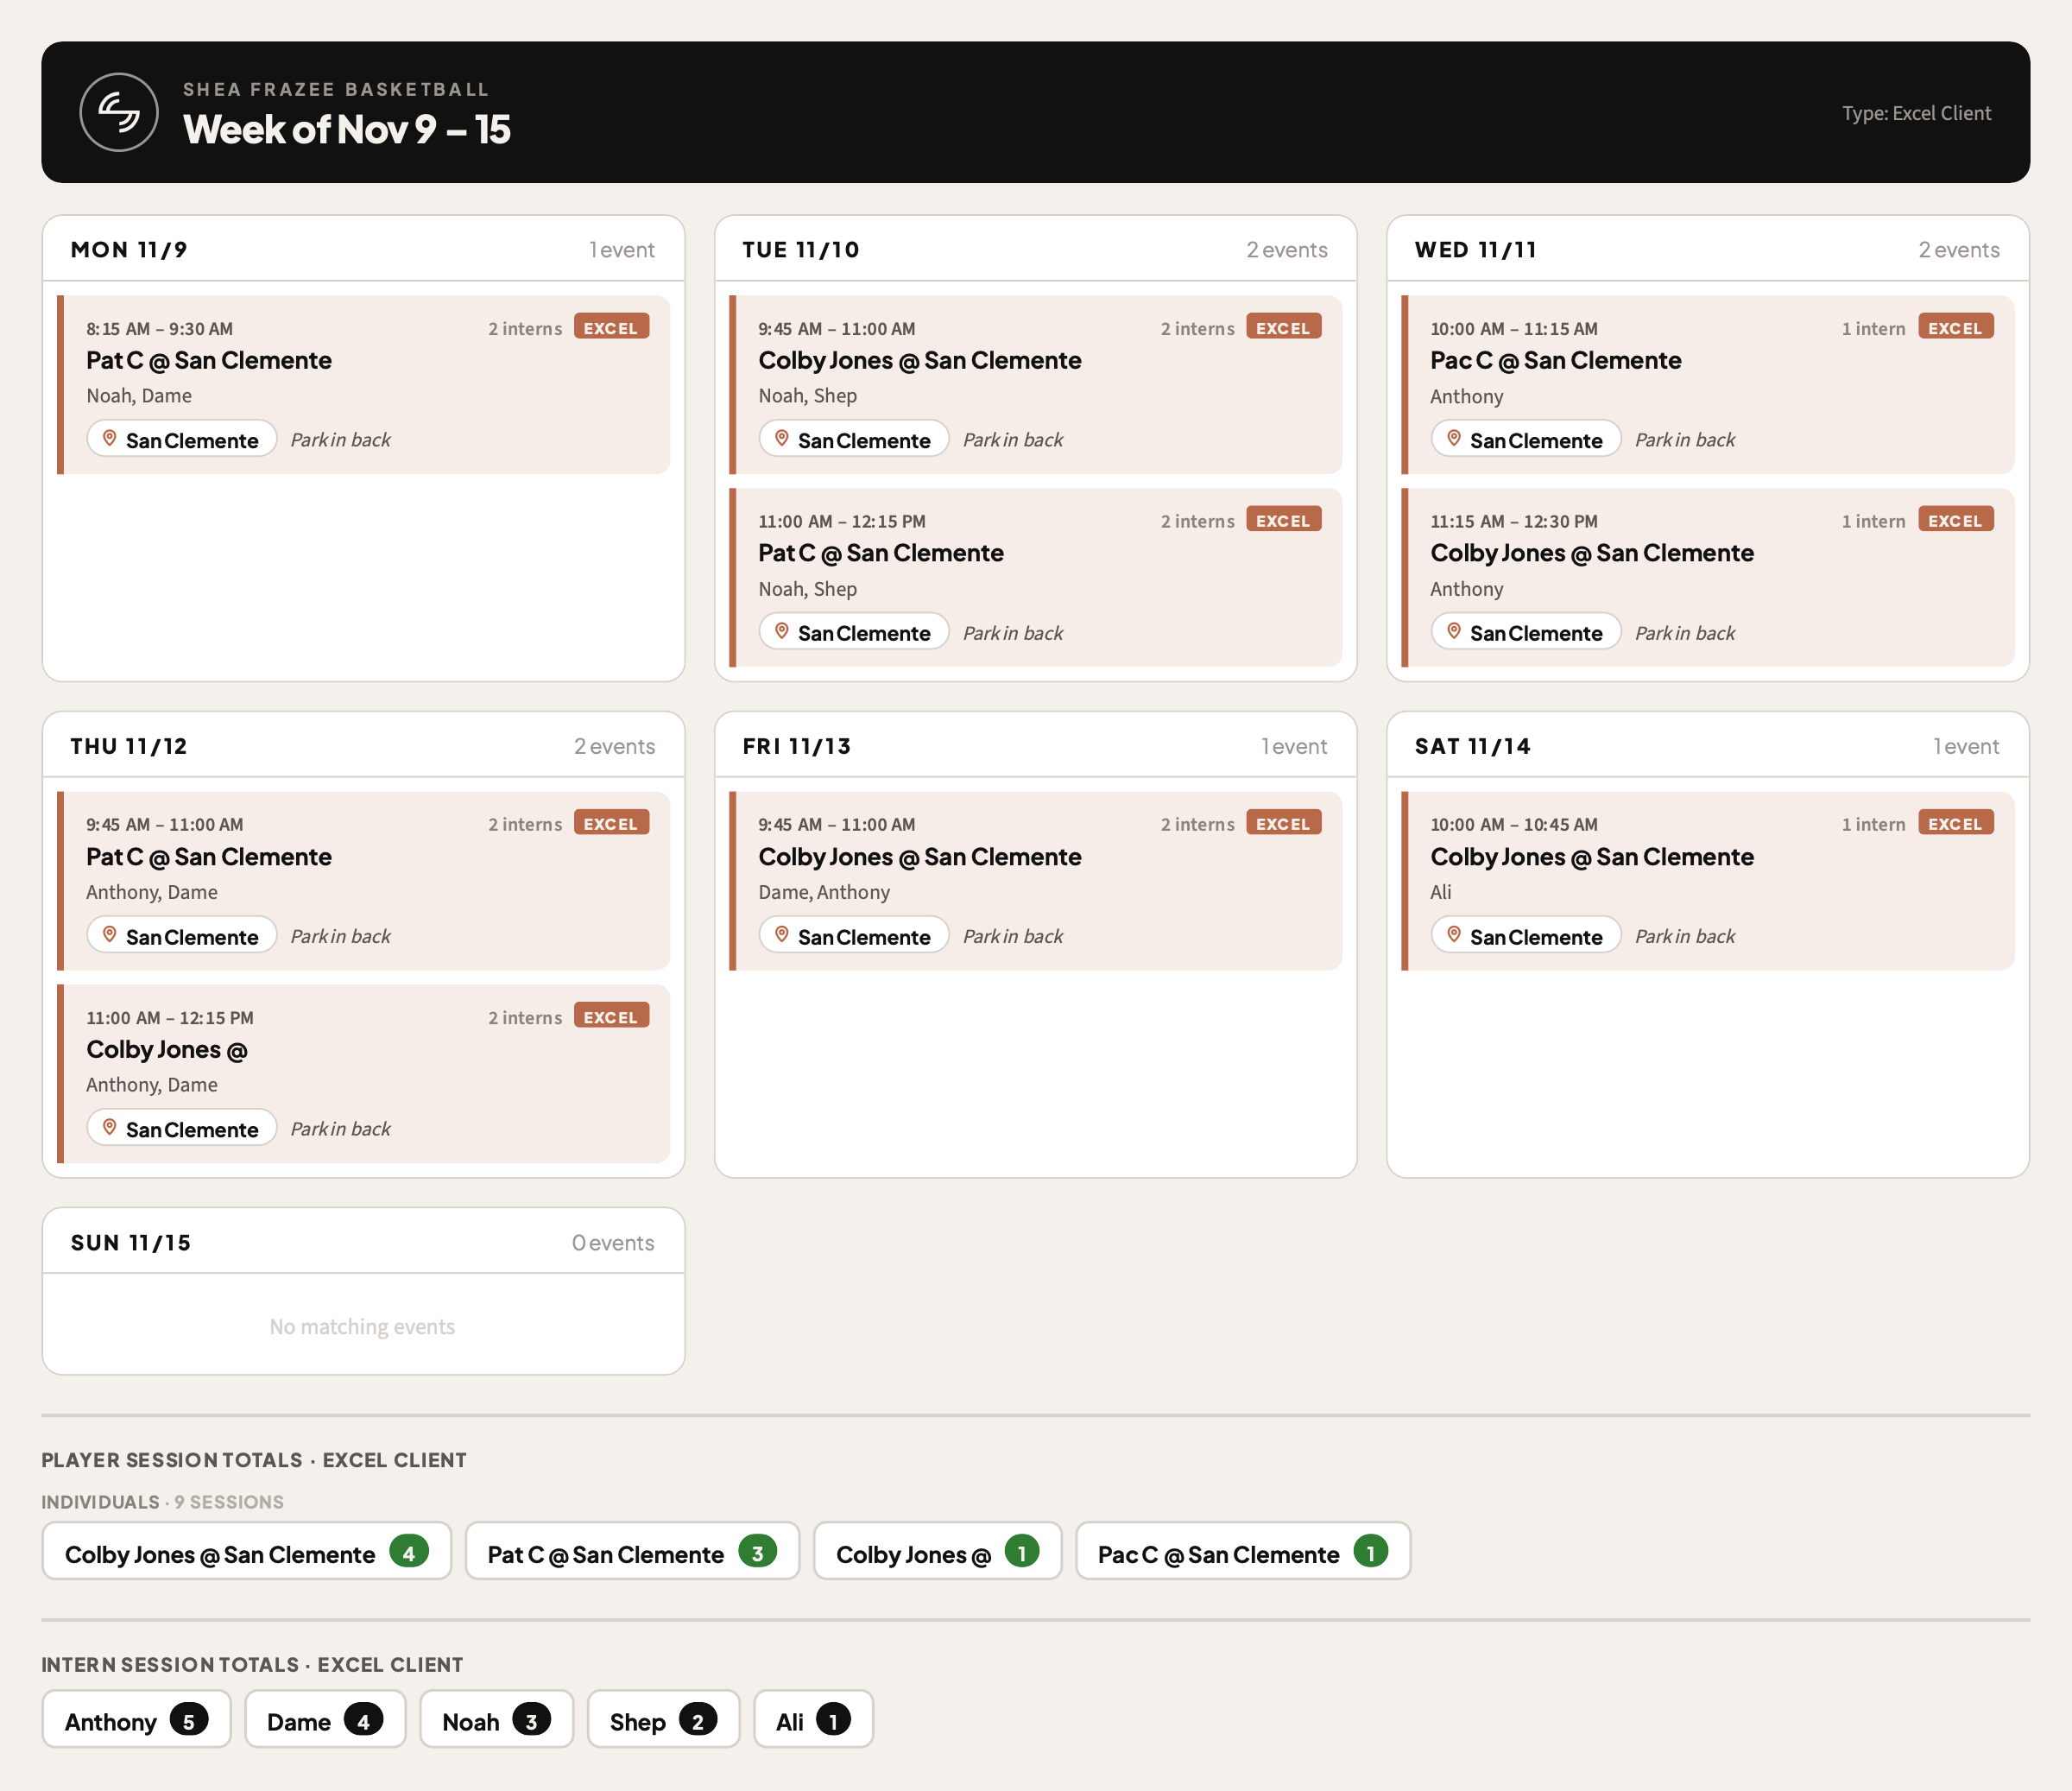 SHEA FRAZEE BASKETBALL
Week of Nov 9 – 15
Type: Excel Client
MON 11/9 1 event
8:15 AM – 9:30 AM 2 interns EXCEL
Pat C @ San Clemente
Noah, Dame
San Clemente Park in back
TUE 11/10 2 events
9:45 AM – 11:00 AM 2 interns EXCEL
Colby Jones @ San Clemente
Noah, Shep
San Clemente Park in back
11:00 AM – 12:15 PM 2 interns EXCEL
Pat C @ San Clemente
Noah, Shep
San Clemente Park in back
WED 11/11 2 events
10:00 AM – 11:15 AM 1 intern EXCEL
Pac C @ San Clemente
Anthony
San Clemente Park in back
11:15 AM – 12:30 PM 1 intern EXCEL
Colby Jones @ San Clemente
Anthony
San Clemente Park in back
THU 11/12 2 events
9:45 AM – 11:00 AM 2 interns EXCEL
Pat C @ San Clemente
Anthony, Dame
San Clemente Park in back
11:00 AM – 12:15 PM 2 interns EXCEL
Colby Jones @
Anthony, Dame
San Clemente Park in back
FRI 11/13 1 event
9:45 AM – 11:00 AM 2 interns EXCEL
Colby Jones @ San Clemente
Dame, Anthony
San Clemente Park in back
SAT 11/14 1 event
10:00 AM – 10:45 AM 1 intern EXCEL
Colby Jones @ San Clemente
Ali
San Clemente Park in back
SUN 11/15 0 events
No matching events
PLAYER SESSION TOTALS · EXCEL CLIENT
INDIVIDUALS · 9 SESSIONS
Colby Jones @ San Clemente 4 Pat C @ San Clemente 3 Colby Jones @ 1 Pac C @ San Clemente 1
INTERN SESSION TOTALS · EXCEL CLIENT
Anthony 5 Dame 4 Noah 3 Shep 2 Ali 1